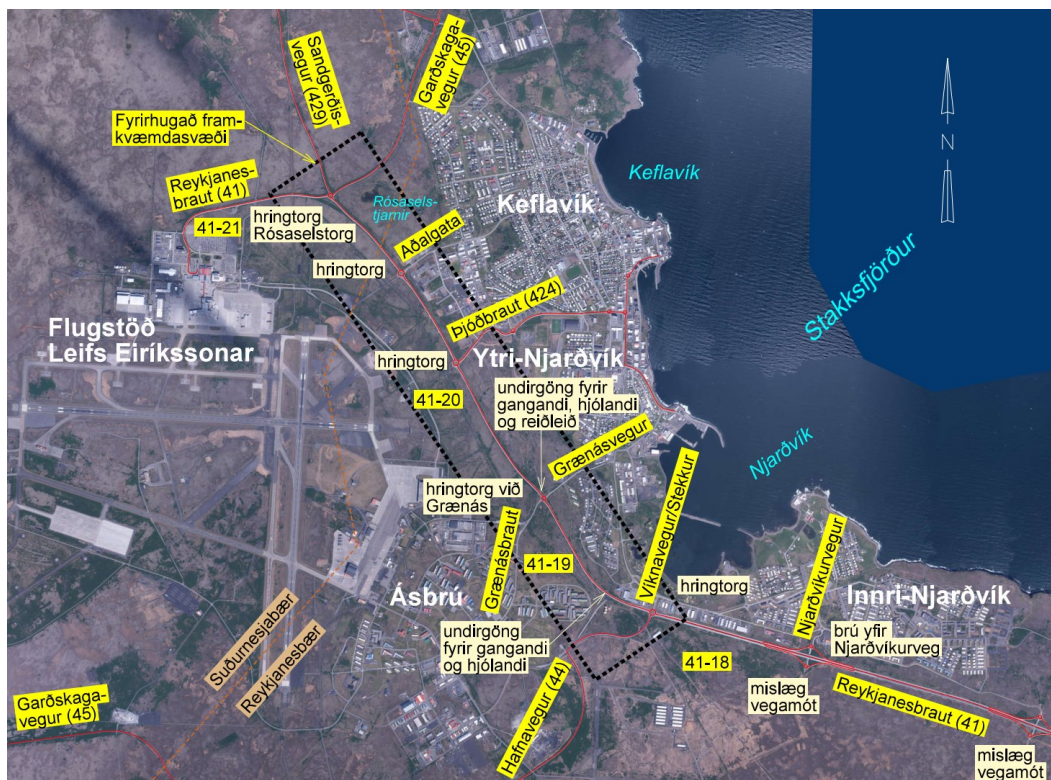 Sandgerðis-
vegur (429)
Garðskaga-
vegur (45)
Fyrirhugað fram-
kvæmdasvæði
Reykjanes-
braut (41)
41-21
hringtorg
Rósaselstorg
Rósasels-
tjarnir
Aðalgata
hringtorg
Keflavík
Keflavík
N
Stakksfjörður
Flugstöð
Leifs Eiríkssonar
Þjóðbraut (424)
hringtorg
Ytri-Njarðvík
41-20
undirgöng fyrir
gangandi, hjólandi
og reiðleið
Grænásvegur
Njarðvík
hringtorg við
Grænás
Grænásbraut
41-19
Víknavegur/Stekkur
hringtorg
Njarðvíkurvegur
Innri-Njarðvík
Ásbrú
undirgöng
fyrir gangandi
og hjólandi
brú yfir
Njarðvíkurveg
41-18
Suðurnesjabær
Reykjanesbær
Hafnavegur (44)
mislæg
vegamót
Reykjanesbraut (41)
Garðskaga-
vegur (45)
mislæg
vegamót